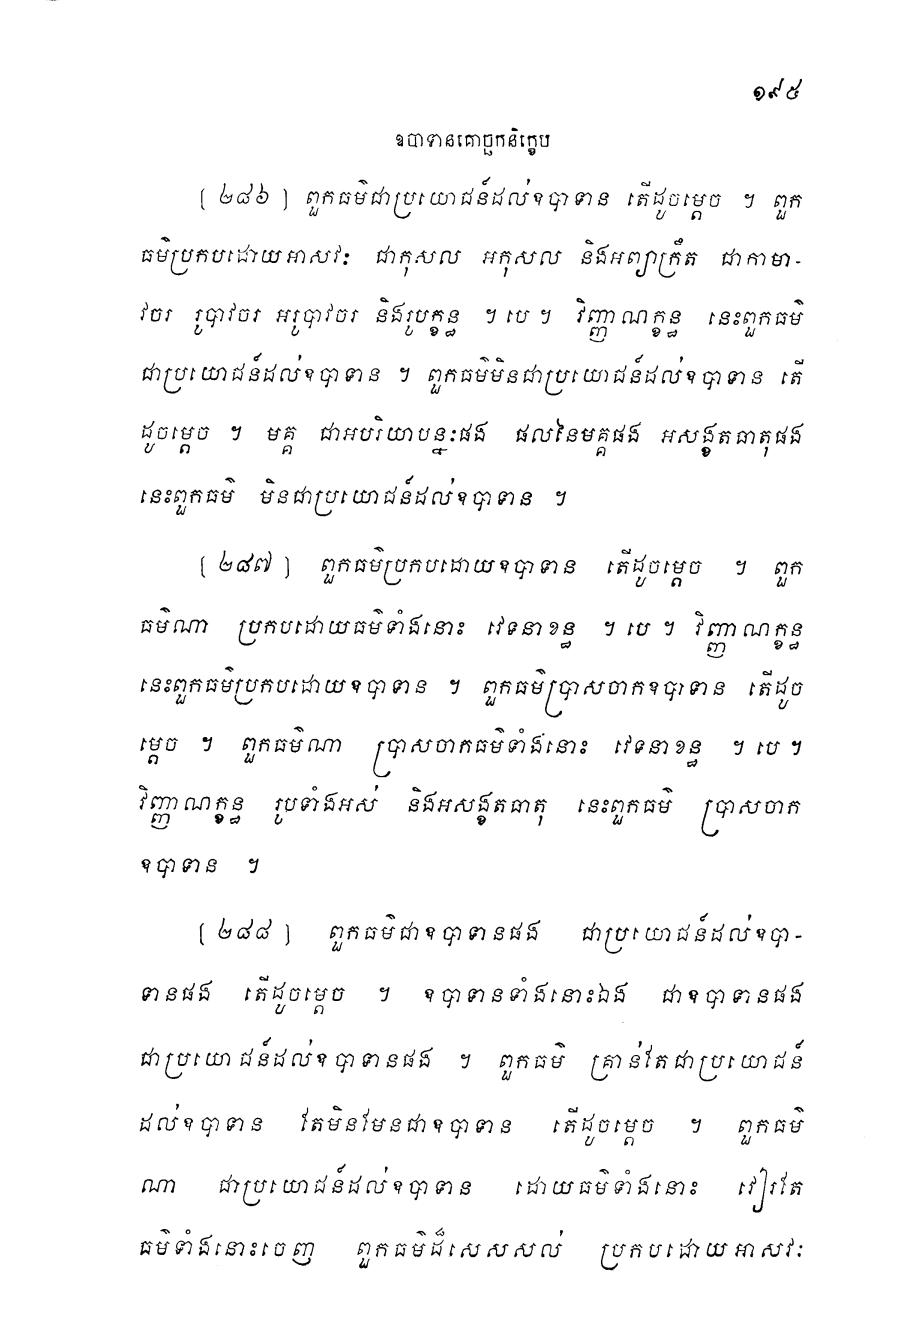 ១៩៥
ឧបាទានគោច្ឆកនិក្ខេប
[២៨៦] ពួកធម៌ជាប្រយោជន៍ដល់ឧបាទាន តើដូចម្តេច ។ ពួក
ធម៌ប្រកបដោយអាសវៈ ជាកុសល អកុសល និងអព្យាក្រឹត ជាកាមា-
វចរ រូបាវចរ អរូបាវចរ និងរូបក្ខន្ធ ។ បេ ។ វិញ្ញាណក្ខន្ធ នេះពួកធម៌
ជាប្រយោជន៍ដល់ឧបាទាន ។ ពួកធម៌មិនជាប្រយោជន៍ដល់ឧបាទាន តើ
ដូចម្តេច ។ មគ្គ ជាអបរិយាបន្នៈផង ផលនៃមគ្គផង អសង្ខតធាតុផង
នេះពួកធម៌ មិនជាប្រយោជន៍ដល់ឧបាទាន ។
[២៨៧] ពួកធម៌ប្រកបដោយឧបាទាន តើដូចម្តេច ។ ពួក
ធម៌ណា ប្រកបដោយធម៌ទាំងនោះ វេទនាខន្ធ ។ បេ ។ វិញ្ញាណក្ខន្ធ
នេះពួកធម៌ប្រកបដោយឧបាទាន ។ ពួកធម៌ប្រាសចាកឧបាទាន តើដូច
ម្តេច ។ ពួកធម៌ណា ប្រាសចាកធម៌ទាំងនោះ វេទនាខន្ធ ។ បេ ។
វិញ្ញាណក្ខន្ធ រូបទាំងអស់ និងអសង្ខតធាតុ នេះពួកធម៌ ប្រាសចាក
ឧបាទាន ។
[២៨៨] ពួកធម៌ជាឧបាទានផង ជាប្រយោជន៍ដល់ឧបា-
ទានផង តើដូចម្តេច ។ ឧបាទានទាំងនោះឯង ជាឧបាទានផង
ជាប្រយោជន៍ដល់ឧបាទានផង ។ ពួកធម៌ គ្រាន់តែជាប្រយោជន៍
ដល់ឧបាទាន តែមិនមែនជាឧបាទាន តើដូចម្តេច ។ ពួកធម៌
ណា ជាប្រយោជន៍ដល់ឧបាទាន ដោយធម៌ទាំងនោះ វៀរតែ
ធម៌ទាំងនោះចេញ ពួកធម៌ដ៏សេសសល់ ប្រកបដោយអាសវៈ